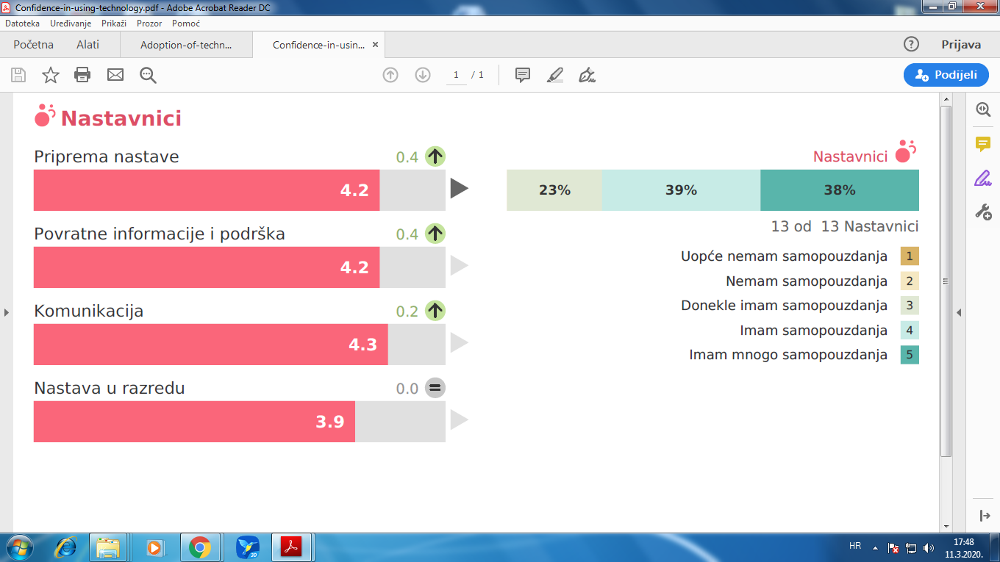 Confidence-in-using-technology.pdf - Adobe Acrobat Reader DC
Datoteka Uređivanje Prikaži Prozor Pomoć
Početna Alati Adoption-of-techn... Confidence-in-usin... × ? Prijava
1 / 1 Podijeli
Nastavnici
Priprema nastave 0.4
4.2
Povratne informacije i podrška 0.4
4.2
Komunikacija 0.2
4.3
Nastava u razredu 0.0 =
3.9
Nastavnici
23% 39% 38%
13 od 13 Nastavnici
Uopće nemam samopouzdanja 1
Nemam samopouzdanja 2
Donekle imam samopouzdanja 3
Imam samopouzdanja 4
Imam mnogo samopouzdanja 5
3D
HR
17:48
11.3.2020.